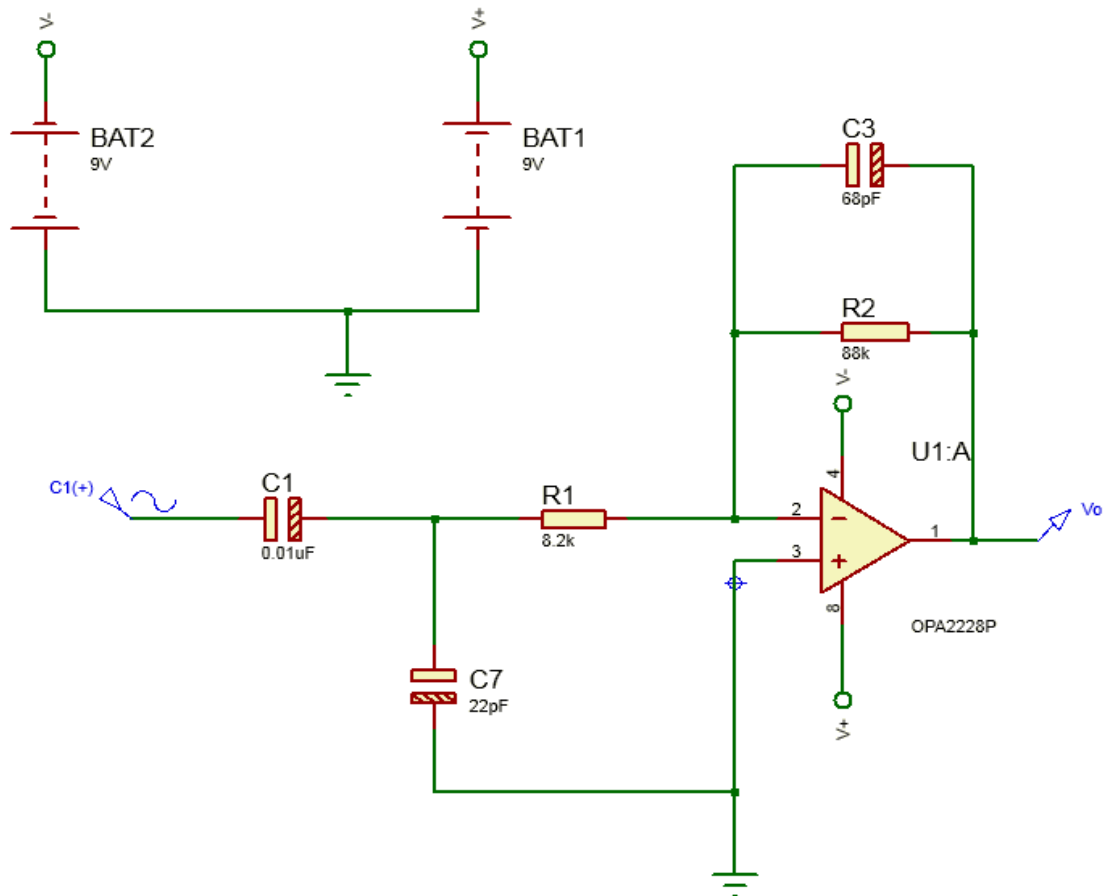 V-
V+
BAT2
9V
BAT1
9V
C3
68pF
R2
88k
V-
U1:A
4
C1(+)
C1
0.01uF
R1
8.2k
2
3
1
Vo
8
OPA2228P
C7
22pF
V+